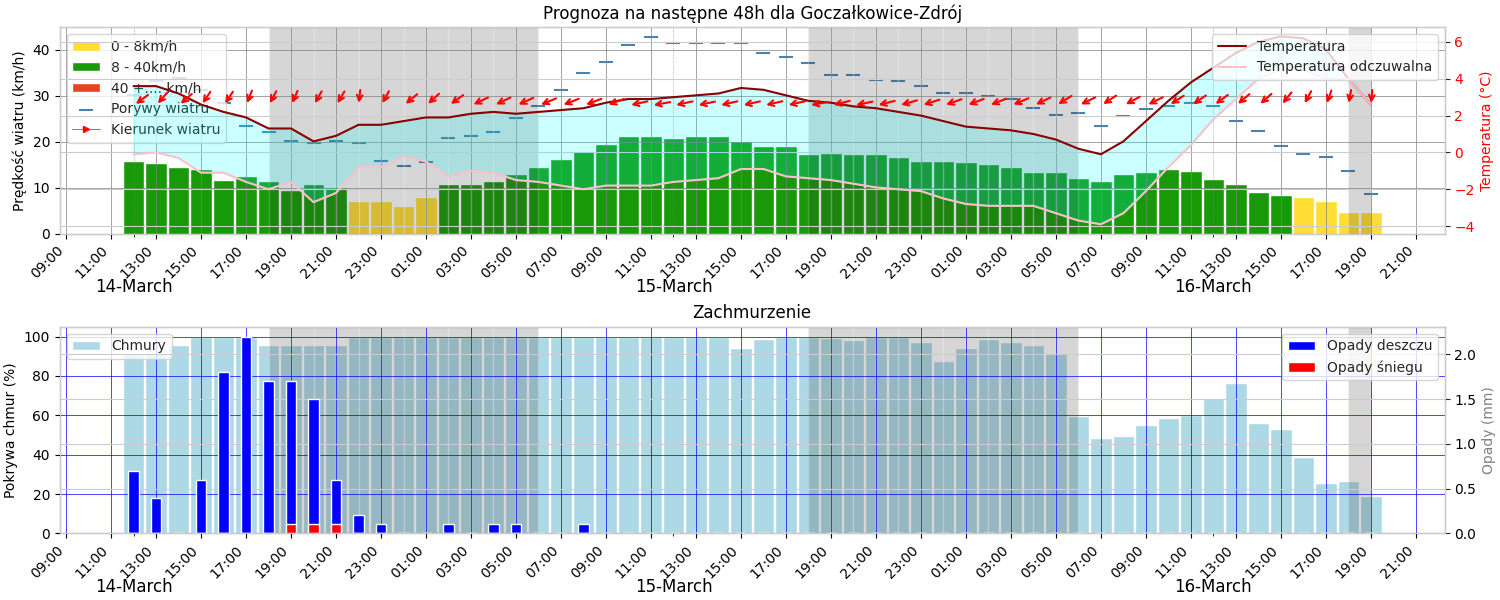 Prognoza na następne 48h dla Goczałkowice-Zdrój
Prędkość wiatru (km/h)
40
30
20
10
0
0 - 8km/h
8 - 40km/h
40 +.... km/h
Porywy wiatru
Kierunek wiatru
Temperatura
Temperatura odczuwalna
6
4
2
0
−2
−4
Temperatura (°C)
09:00 11:00 13:00 15:00 17:00 19:00 21:00 07:00 23:00 01:00 03:00 05:00 07:00 09:00 11:00 13:00 15:00 17:00 19:00 21:00 23:00 01:00 03:00 05:00 07:00 09:00 11:00 13:00 15:00 17:00 19:00 21:00
14-March 15-March 16-March
Zachmurzenie
Pokrywa chmur (%)
100
80
60
40
20
0
Chmury
Opady deszczu
Opady śniegu
2.0
1.5
1.0
0.5
0.0
Opady (mm)
09:00 11:00 13:00 15:00 17:00 19:00 21:00 23:00 01:00 03:00 05:00 07:00 09:00 11:00 13:00 15:00 17:00 19:00 21:00 23:00 01:00 03:00 05:00 07:00 09:00 11:00 13:00 15:00 17:00 19:00 21:00
14-March 15-March 16-March